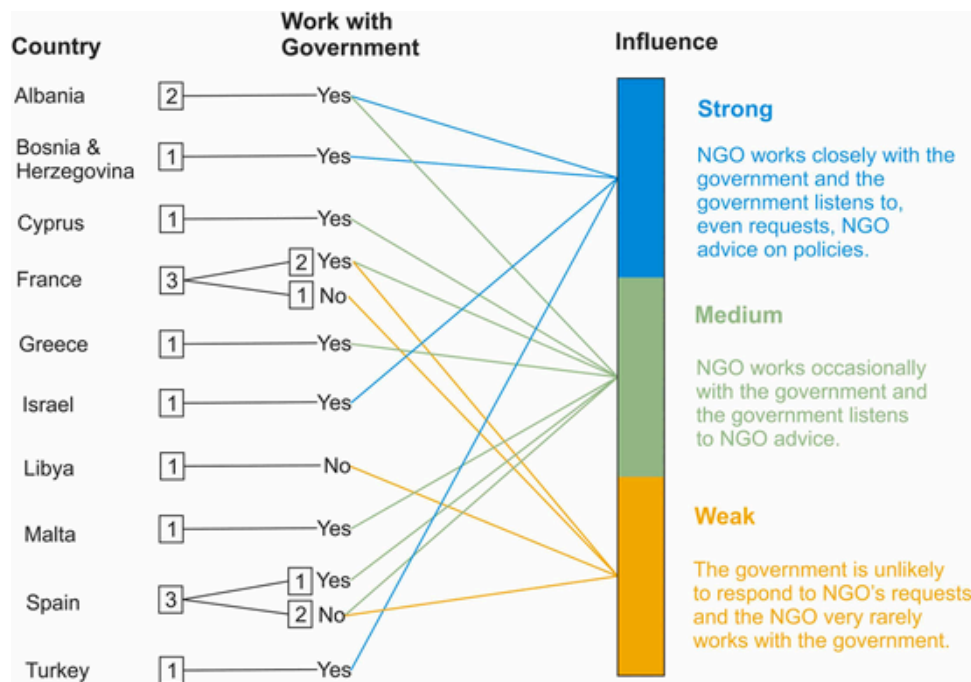 Country
Work with
Government
Influence
Albania 2 Yes
Bosnia &
Herzegovina 1 Yes
Cyprus 1 Yes
France 3 2 Yes
1 No
Greece 1 Yes
Israel 1 Yes
Libya 1 No
Malta 1 Yes
Spain 3 1 Yes
2 No
Turkey 1 Yes
Strong
NGO works closely with the
government and the
government listens to,
even requests, NGO
advice on policies.
Medium
NGO works occasionally
with the government and
the government listens
to NGO advice.
Weak
The government is unlikely
to respond to NGO's requests
and the NGO very rarely
works with the government.